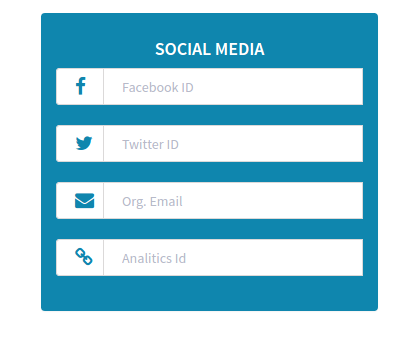 SOCIAL MEDIA
Facebook ID
Twitter ID
Org. Email
Analitics Id